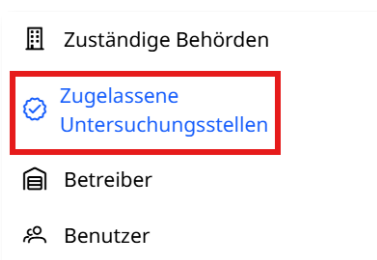 Zuständige Behörden
Zugelassene
Untersuchungsstellen
Betreiber
Benutzer